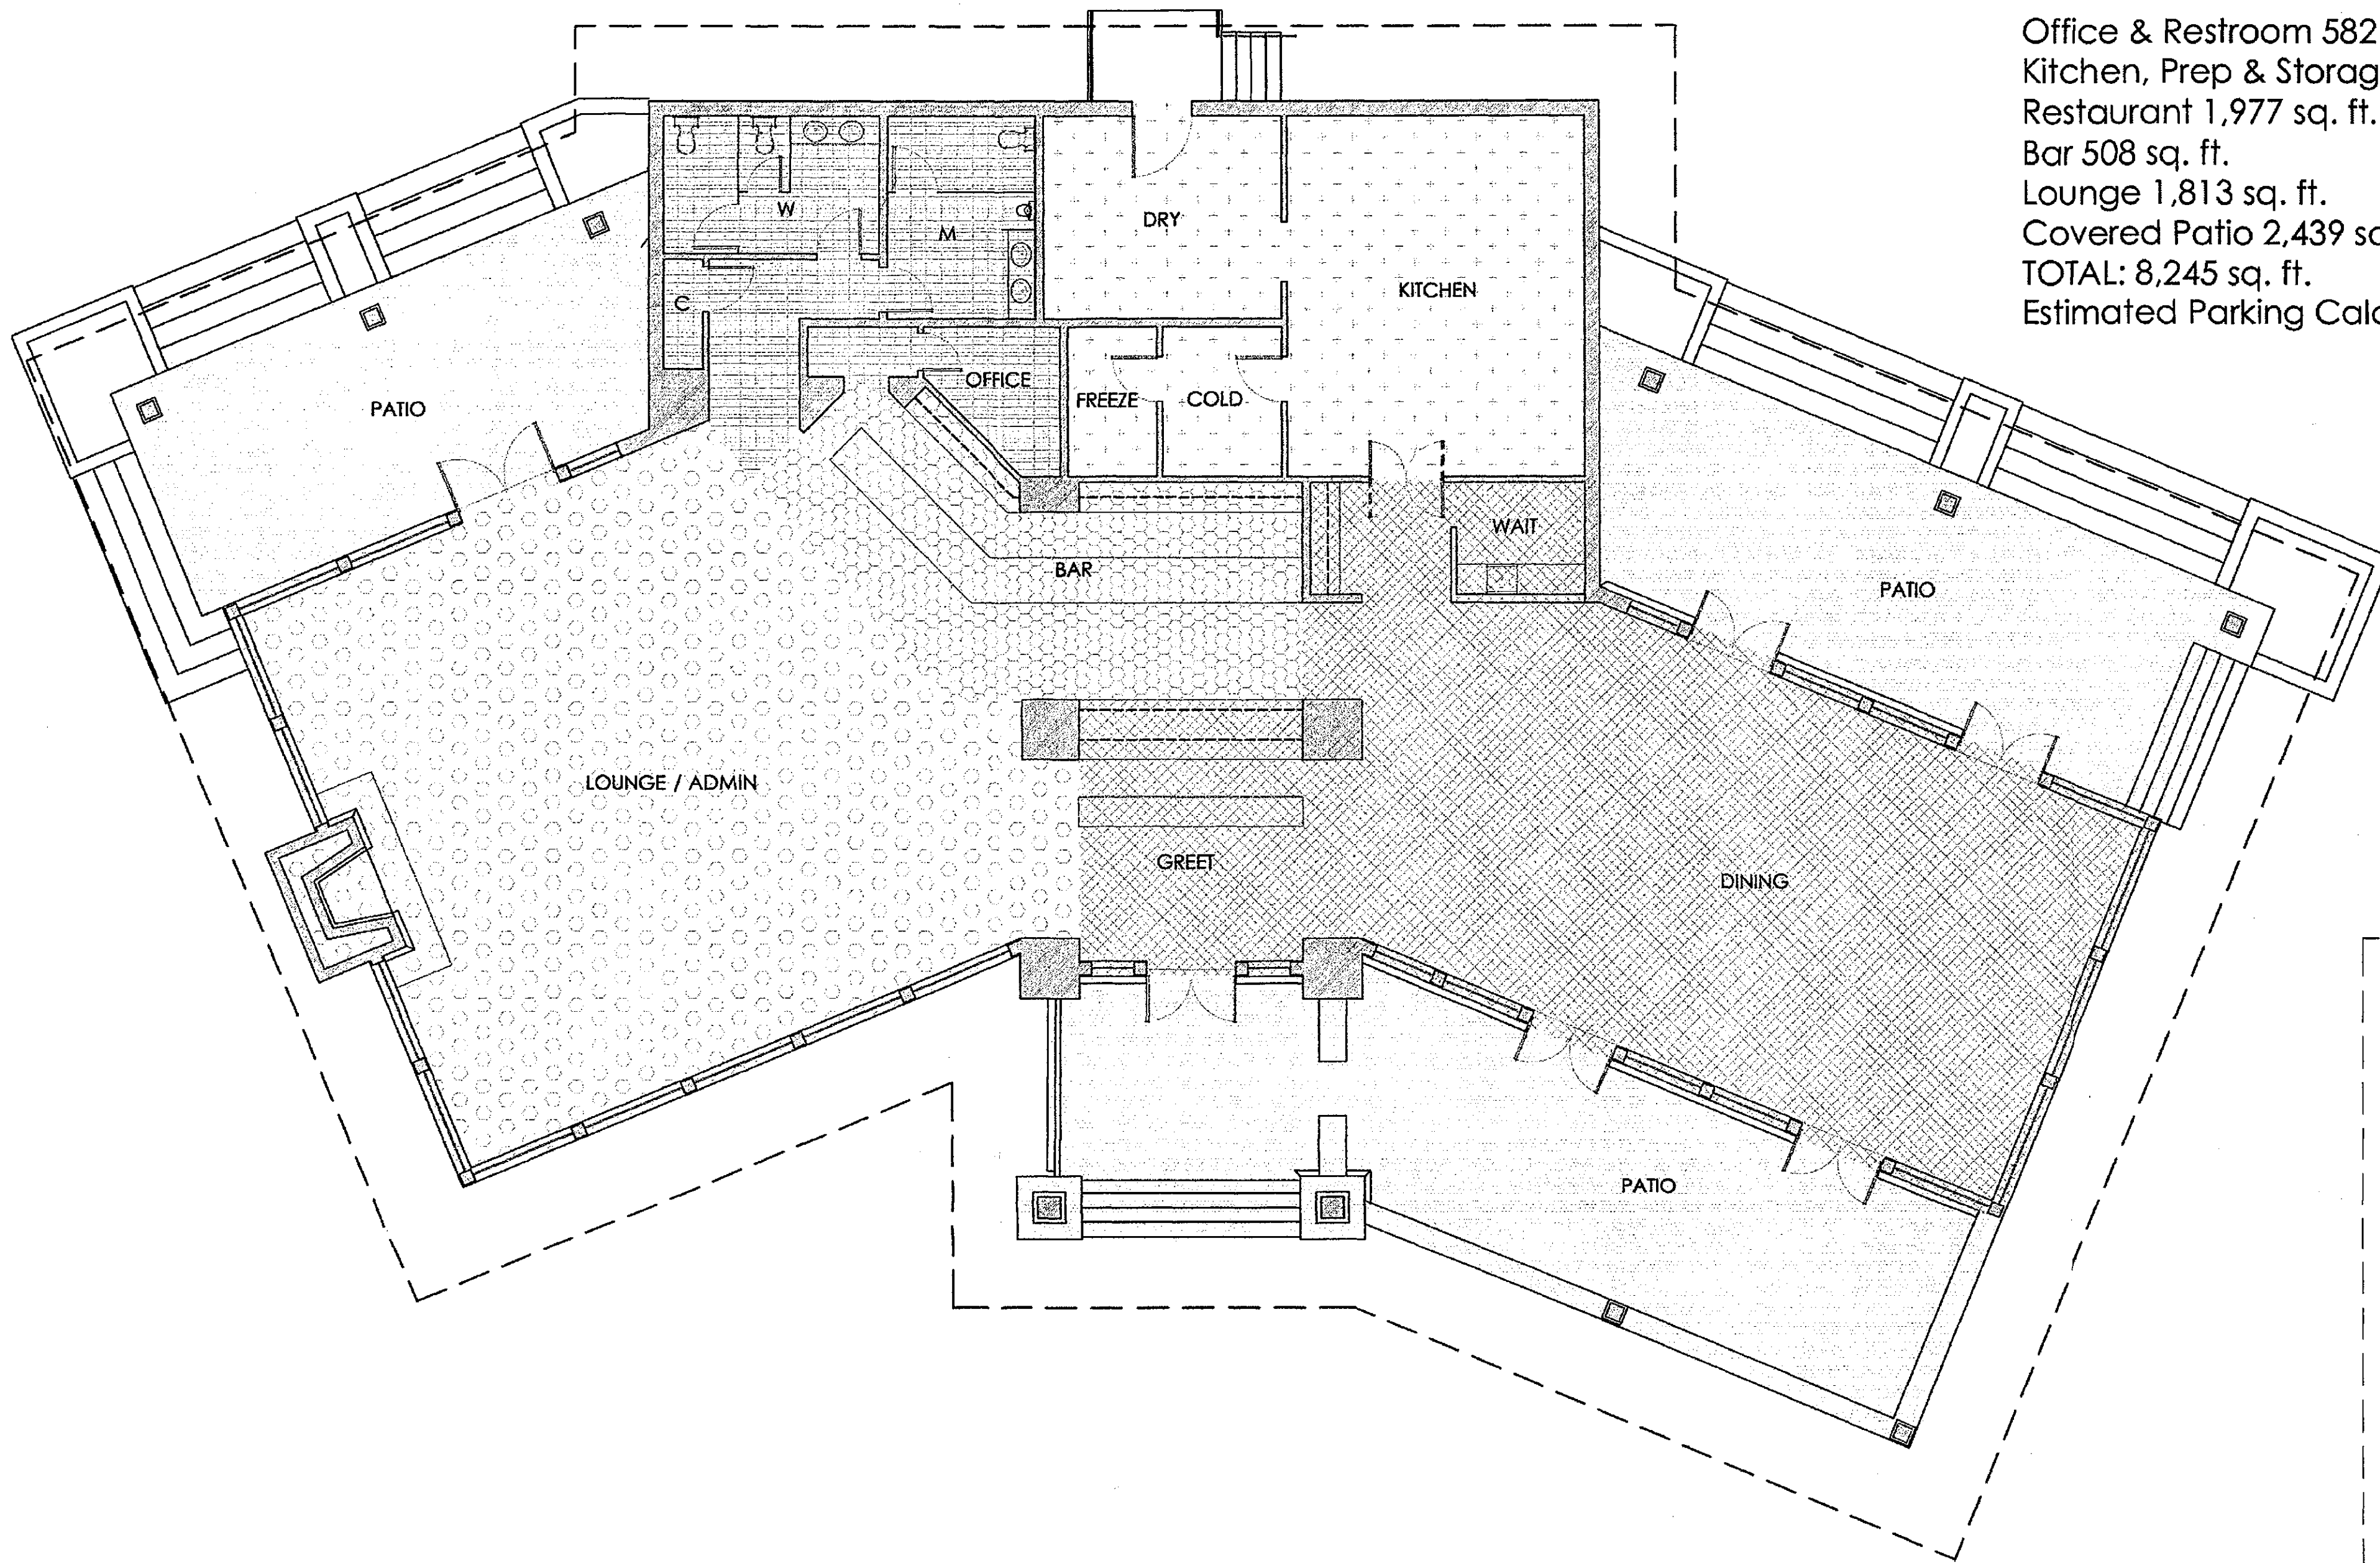 Office & Restroom 582
Kitchen, Prep & Storag
Restaurant 1,977 sq. ft.
Bar 508 sq. ft.
Lounge 1,813 sq. ft.
Covered Patio 2,439 sq
TOTAL: 8,245 sq. ft.
Estimated Parking Calc
W
M
DRY
C
KITCHEN
OFFICE
FREEZE
COLD
PATIO
WAIT
BAR
PATIO
LOUNGE / ADMIN
GREET
DINING
PATIO